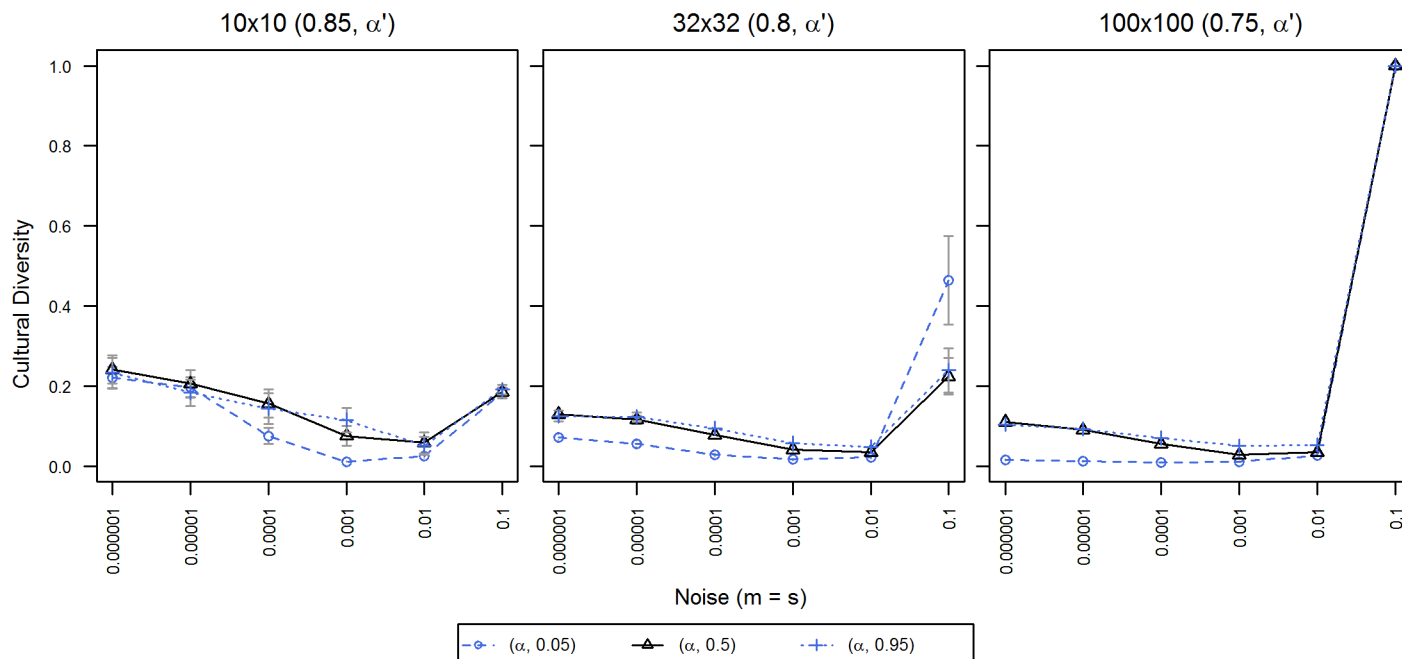 10x10 (0.85, α') 32x32 (0.8, α') 100x100 (0.75, α')
Cultural Diversity
1.0
0.8
0.6
0.4
0.2
0.0
0.000001 0.00001 0.0001 0.001 0.01 0.1 0.000001 0.00001 0.0001 0.001 0.01 0.1 0.000001 0.00001 0.0001 0.001 0.01 0.1
Noise (m = s)
(α, 0.05) (α, 0.5) (α, 0.95)